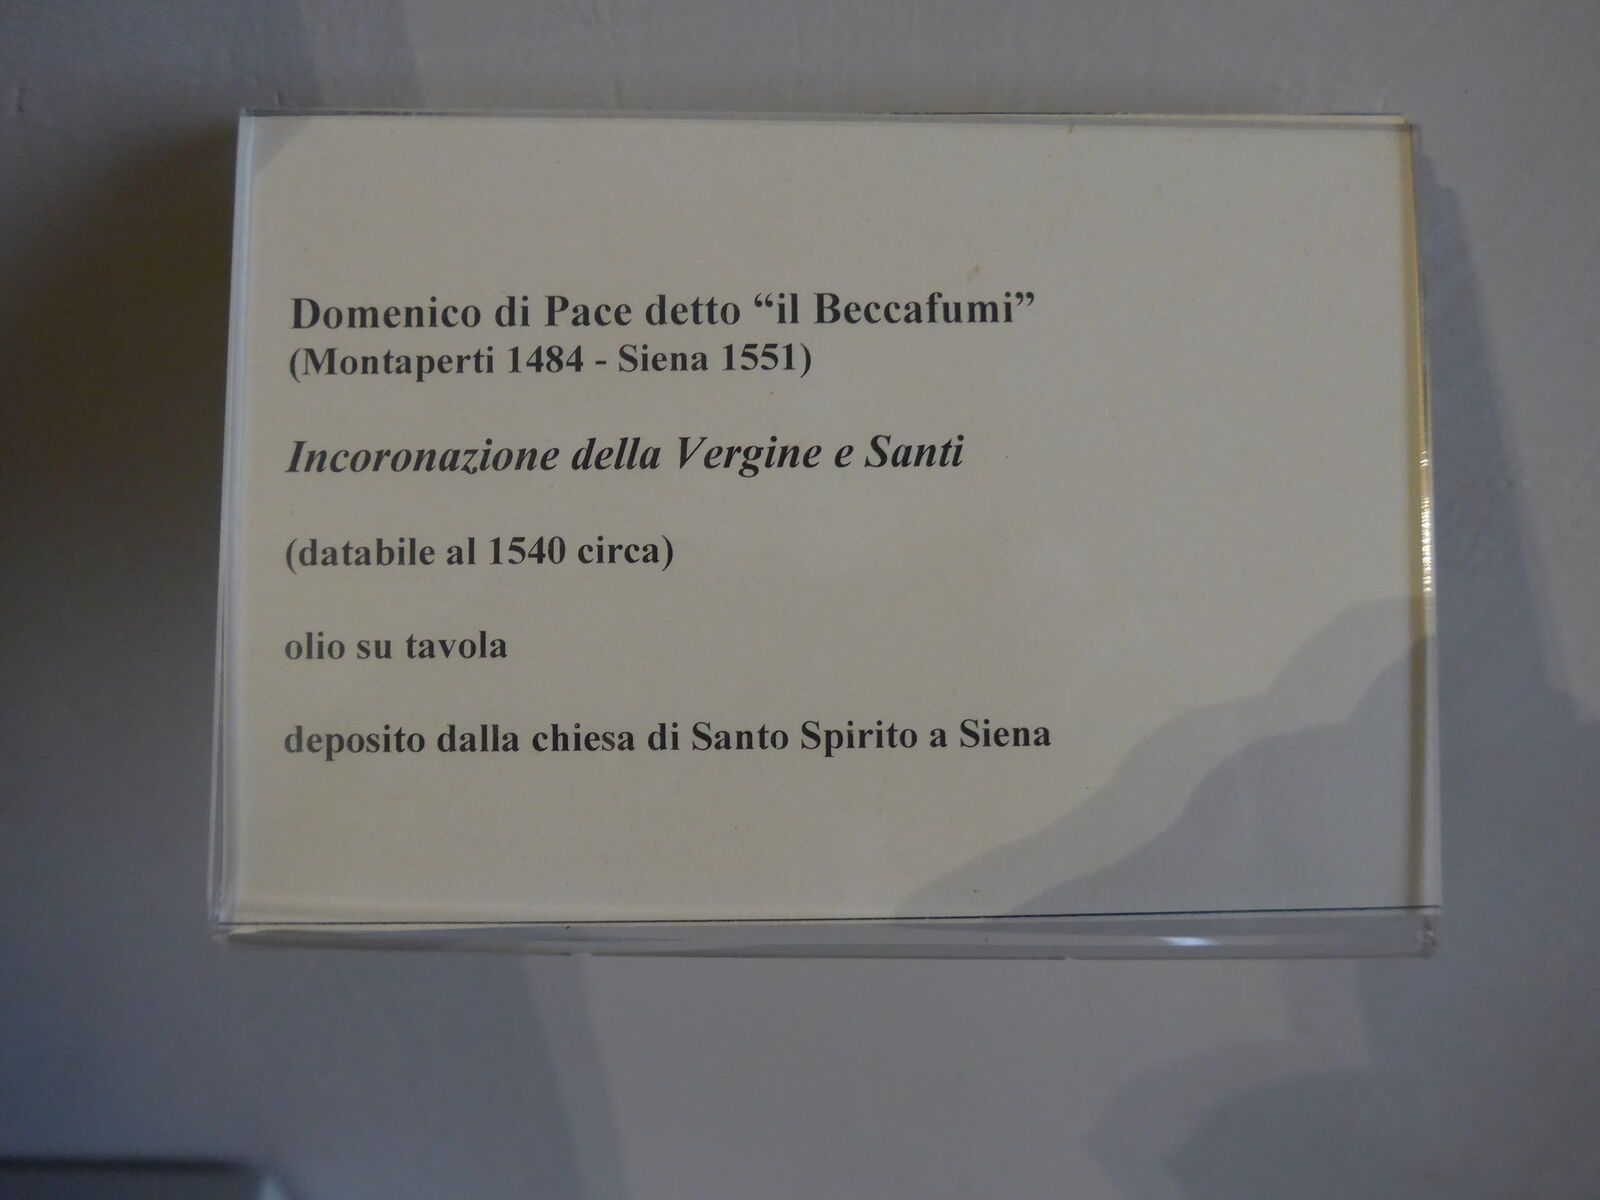 Domenico di Pace detto “il Beccafumi”
(Montaperti 1484 - Siena 1551)
Incoronazione della Vergine e Santi
(databile al 1540 circa)
olio su tavola
deposito dalla chiesa di Santo Spirito a Siena